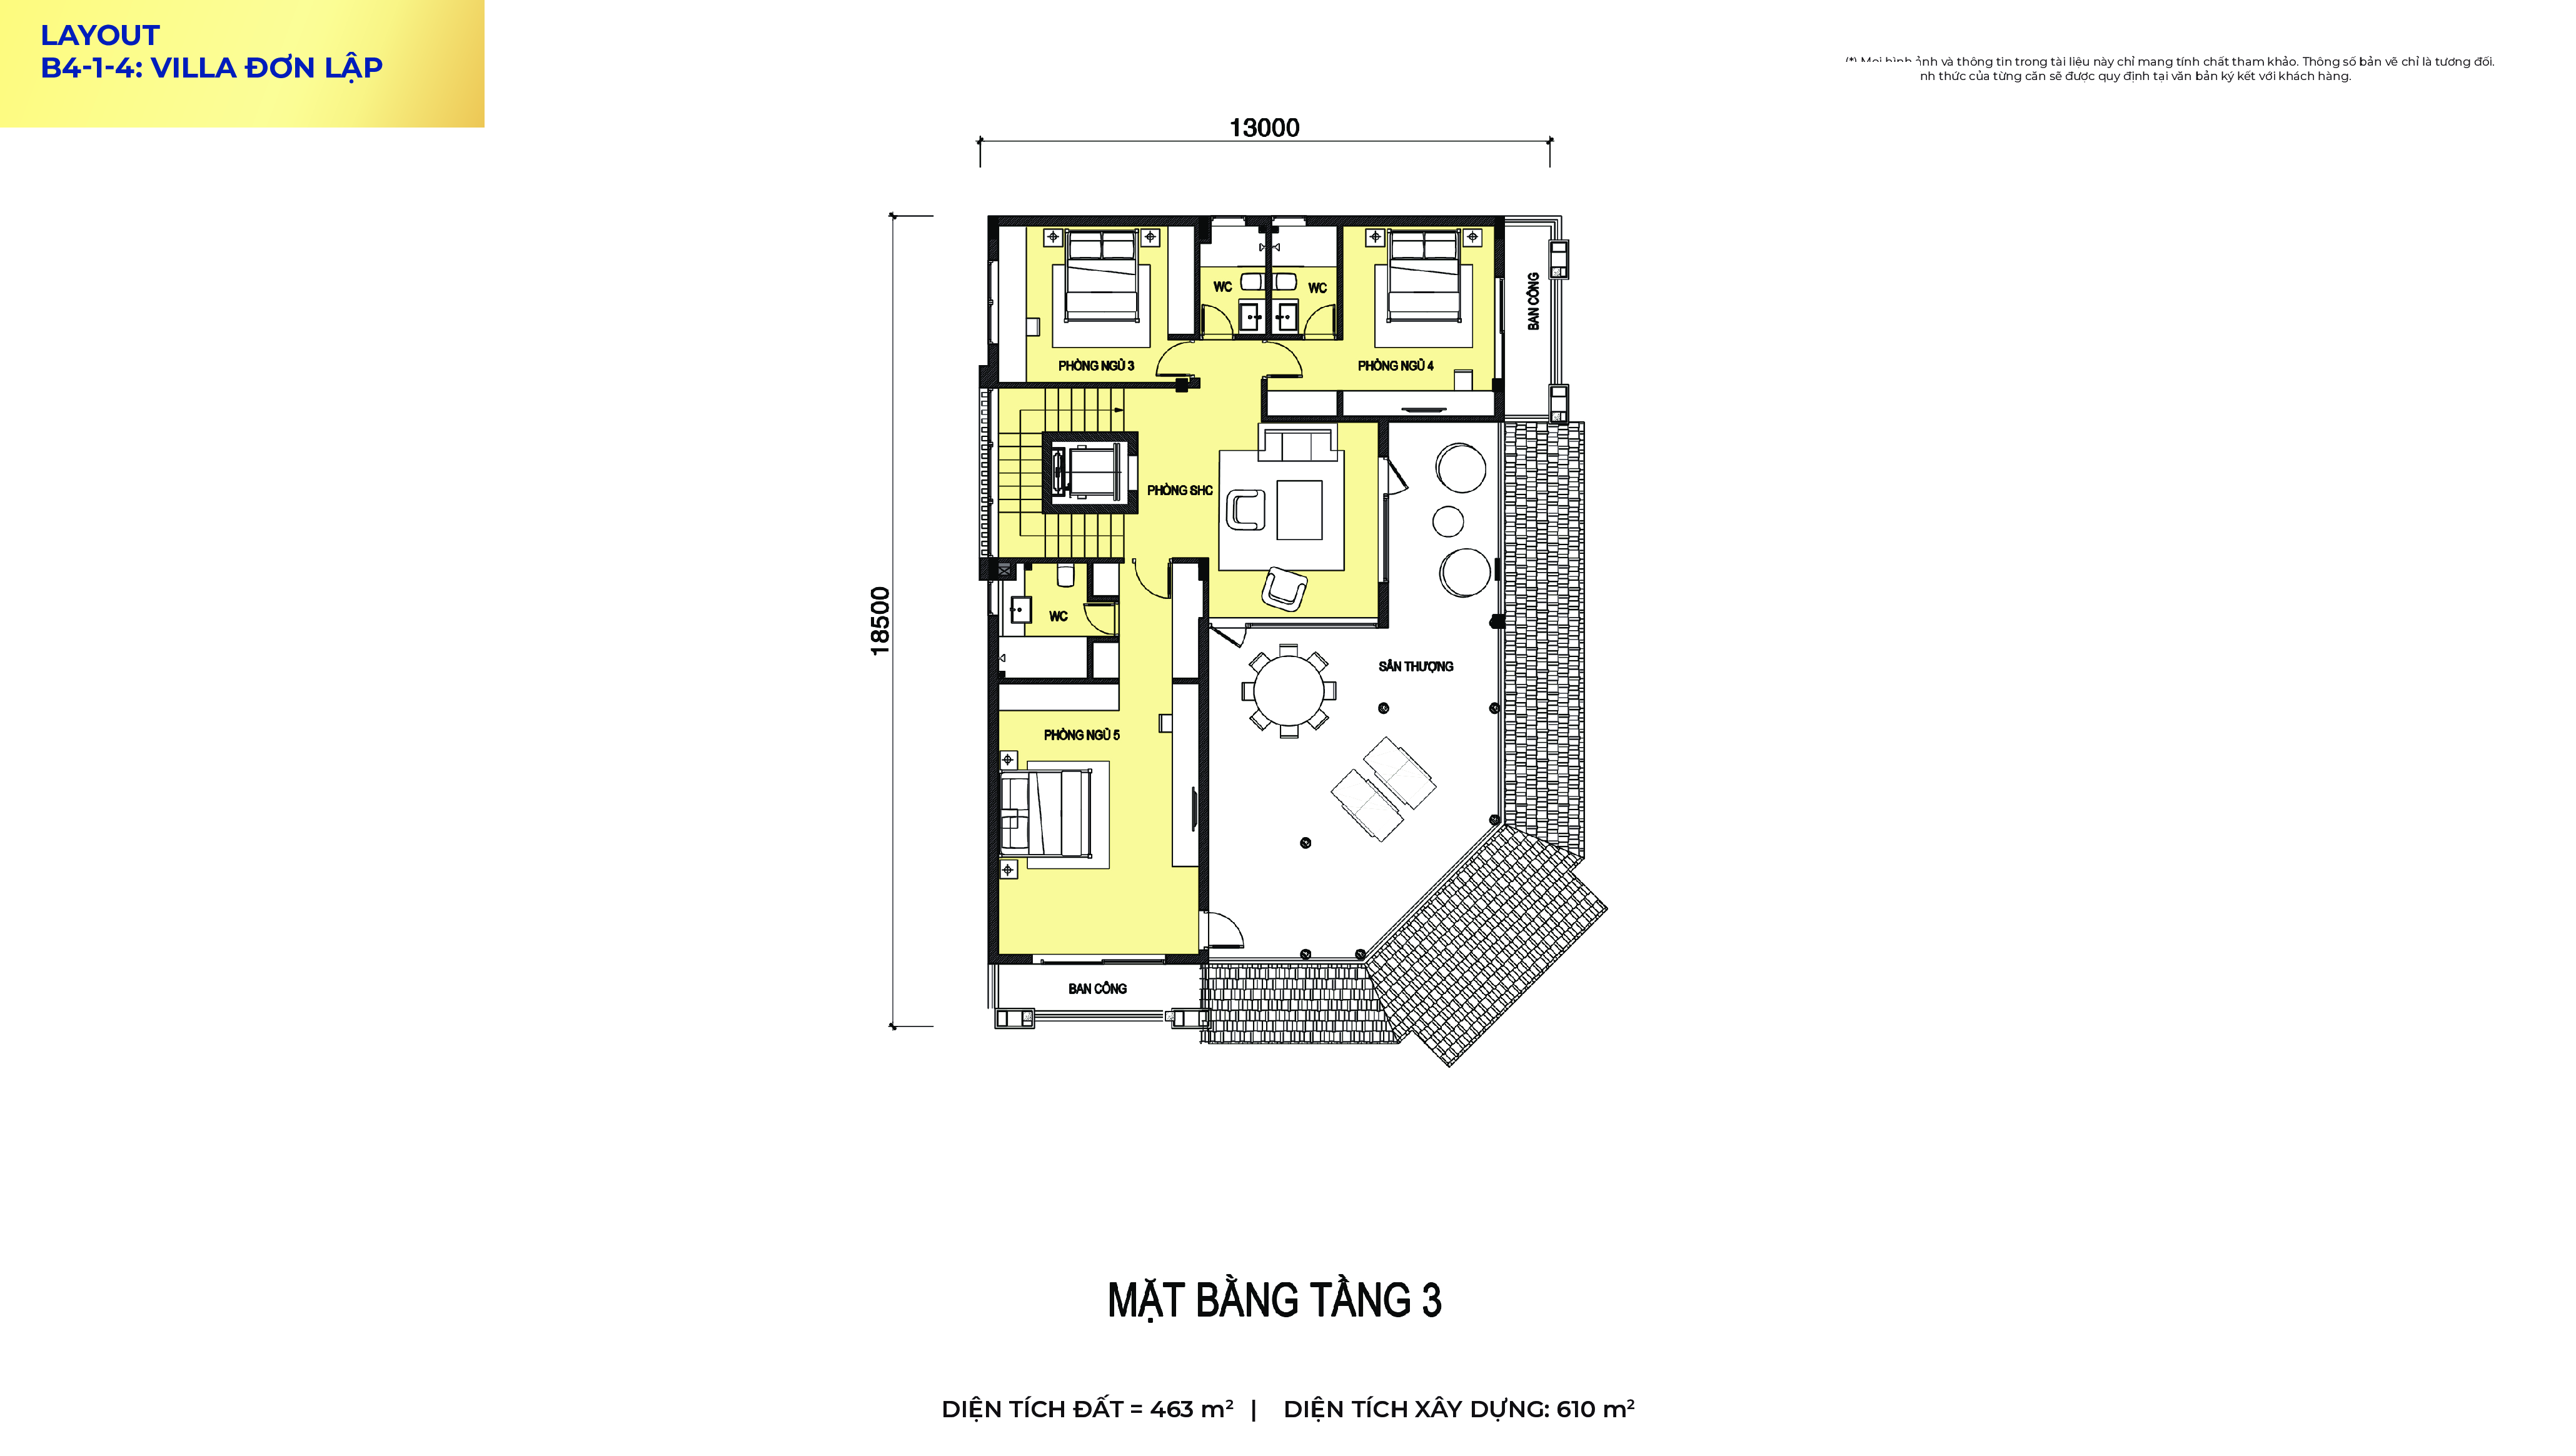 LAYOUT
B4-1-4: VILLA ĐƠN LẬP
ảnh và thông tin trong tài liệu này chỉ mang tính chất tham khảo. Thông số bản vẽ chỉ là tương đối.
thức của từng căn sẽ được quy định tại văn bản ký kết với khách hàng.
13000
18500
WC
WC
BAN CÔNG
PHÒNG NGỦ 3
PHÒNG NGỦ 4
PHÒNG SHC
WC
SÂN THƯỢNG
PHÒNG NGỦ 5
BAN CÔNG
MẶT BẰNG TẦNG 3
DIỆN TÍCH ĐẤT = 463 m² | DIỆN TÍCH XÂY DỰNG: 610 m²